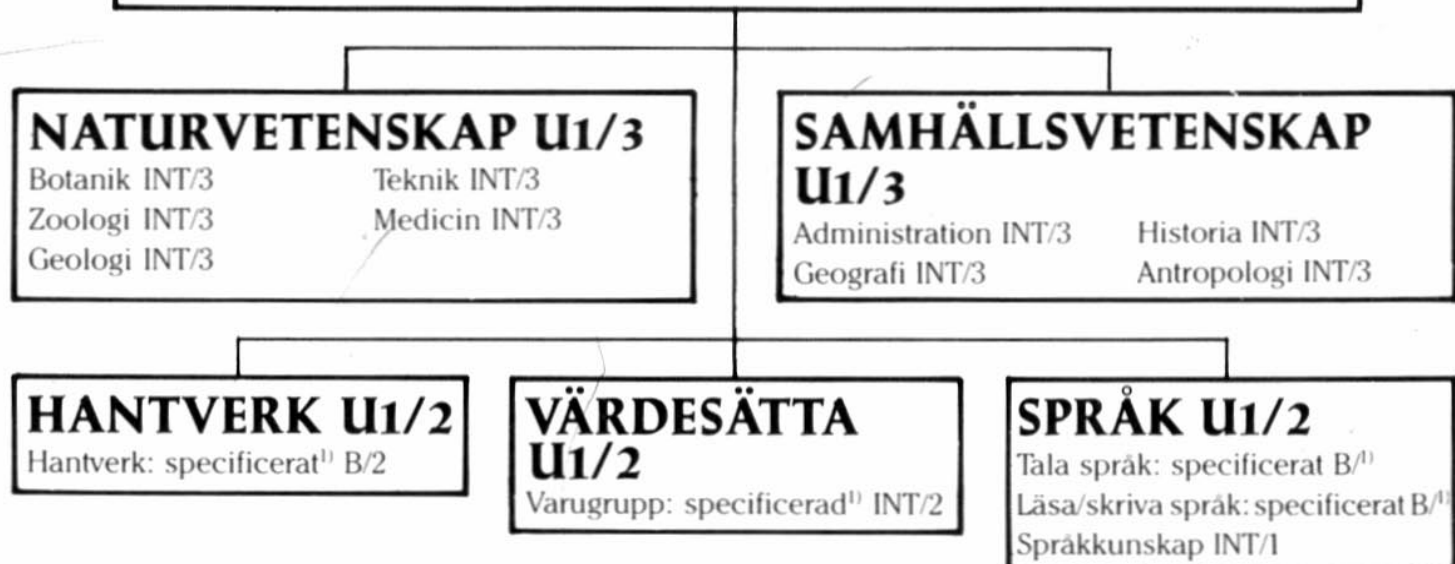 NATURVETENSKAP U1/3
Botanik INT/3 Teknik INT/3
Zoologi INT/3 Medicin INT/3
Geologi INT/3
SAMHÄLLSVETENSKAP
U1/3
Administration INT/3 Historia INT/3
Geografi INT/3 Antropologi INT/3
HANTVERK U1/2
Hantverk: specificerat¹⁾ B/2
VÄRDESÄTTA
U1/2
Varugrupp: specificerad¹⁾ INT/2
SPRÅK U1/2
Tala språk: specificerat B/¹⁾
Läsa/skriva språk: specificerat B/¹⁾
Språkkunskap INT/1